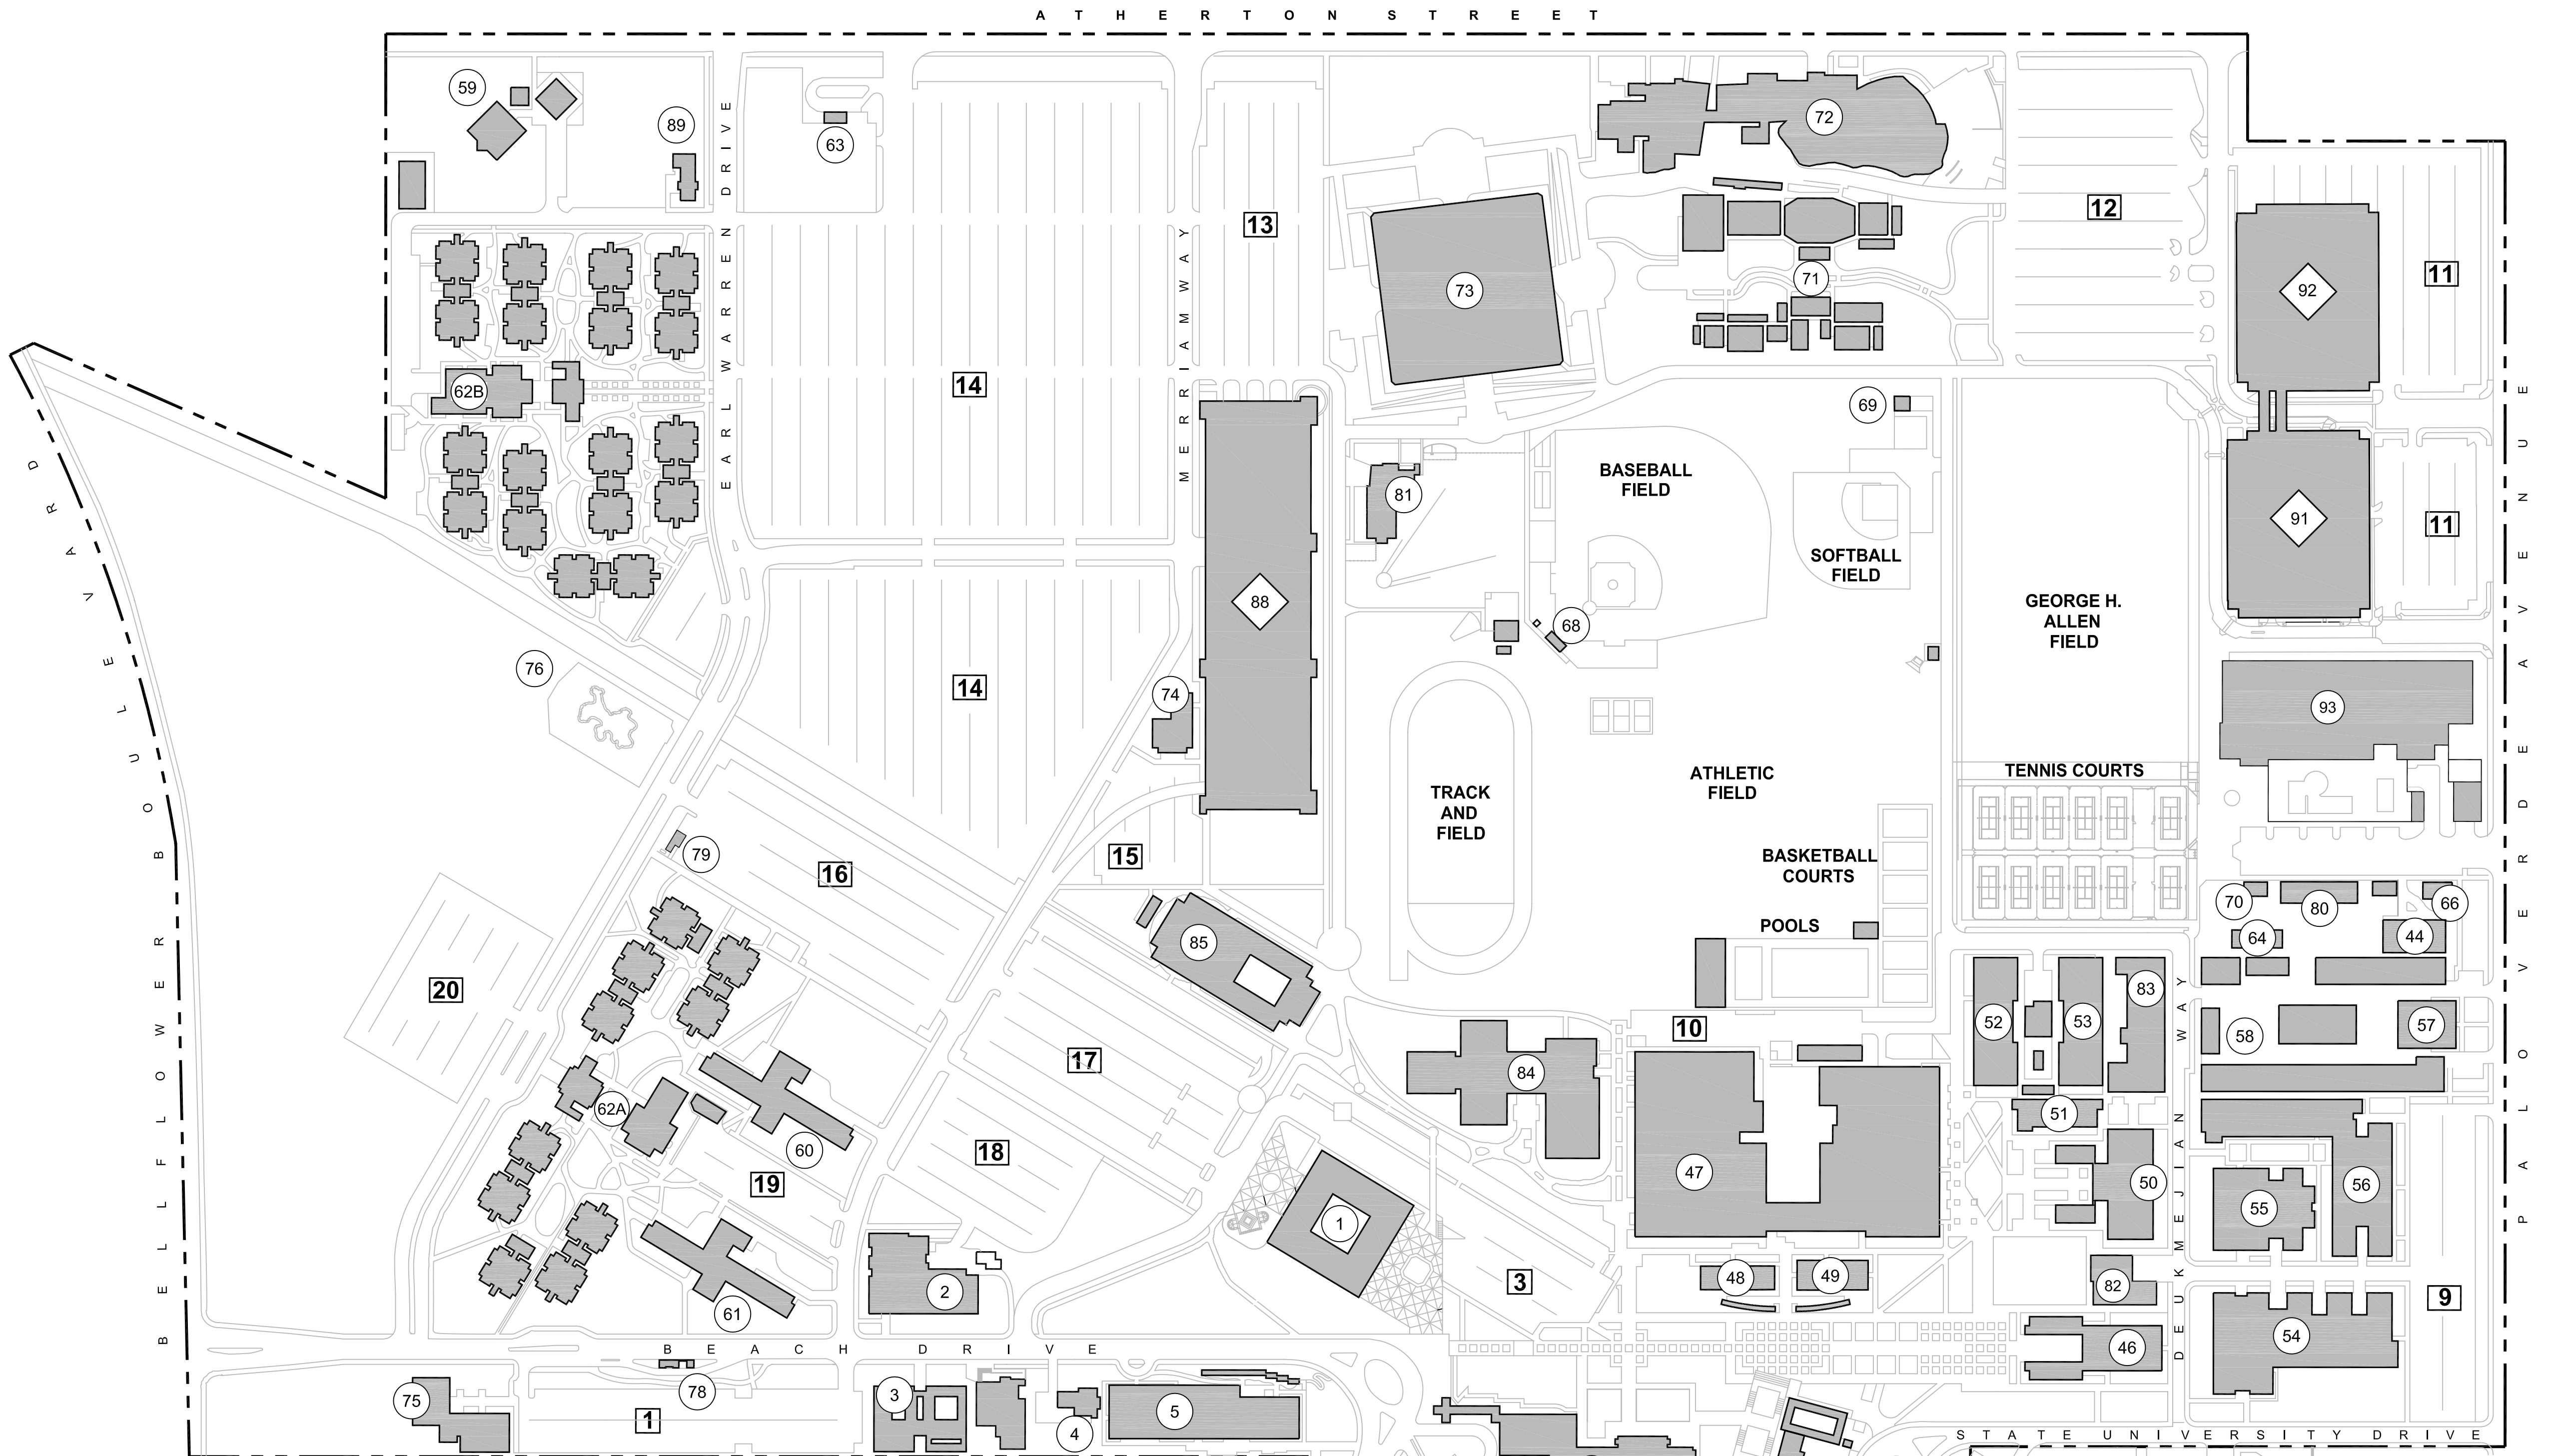 ATHERTON STREET
59
89
63
72
13
12
92
11
73
71
EARL WARREN DRIVE
MERRIAM WAY
62B
14
69
81
BASEBALL
FIELD
SOFTBALL
FIELD
91
11
88
68
GEORGE H.
ALLEN
FIELD
76
74
14
93
TRACK
AND
FIELD
ATHLETIC
FIELD
TENNIS COURTS
79
16
15
BASKETBALL
COURTS
POOLS
70
80
66
64
44
85
20
10
52
53
83
58
57
17
84
62A
60
18
19
47
51
50
55
56
1
2
61
3
48
49
82
9
54
46
BELLFLOWER BOULEVARD
BEACH DRIVE
DEUKMEJIAN WAY
PALO VERDE AVENUE
75
78
1
3
4
5
STATE UNIVERSITY DRIVE